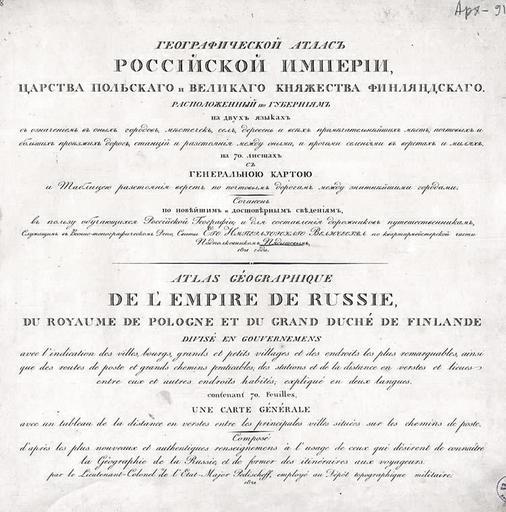 Арх-91
ГЕОГРАФИЧЕСКОЙ АТЛАСЪ
РОССІЙСКОЙ ИМПЕРІИ,
ЦАРСТВА ПОЛЬСКАГО и ВЕЛИКАГО КНЯЖЕСТВА ФИНЛЯНДСКАГО.
РАСПОЛОЖЕННЫЙ по ГУБЕРНІЯМЪ
на двухъ языкахъ
съ означеніемъ въ оныхъ городовъ, мѣстечекъ, селъ, деревень и всѣхъ примѣчательнѣйшихъ мѣстъ, почтовыхъ и
большихъ проѣзжихъ дорогъ, станцій и разстоянія между оными, и прочими селеніями въ верстахъ и миляхъ.
на 70. листахъ
СЪ
ГЕНЕРАЛЬНОЮ КАРТОЮ
и Таблицею разстоянія верстъ по почтовымъ дорогамъ между знатнѣйшими городами;
Сочиненъ
по новѣйшимъ и достовѣрнымъ свѣденіямъ,
въ пользу обучающихся Россійской Географіи, и для составленія дорожниковъ путешественникамъ,
Служащимъ въ Военно-топографическомъ Депо, Свиты Его Императорскаго Величества по квартирмейстерской части
Подполковникомъ Пядышевымъ,
1821 года.
ATLAS GÉOGRAPHIQUE
DE L'EMPIRE DE RUSSIE,
DU ROYAUME DE POLOGNE ET DU GRAND DUCHÉ DE FINLANDE
DIVISÉ EN GOUVERNEMENS
avec l'indication des villes, bourgs, grands et petits villages et des endroits les plus remarquables, ainsi
que des routes de poste et grands chemins praticables, des stations et de la distance en verstes et lieues
entre eux et autres endroits habités; expliqué en deux langues.
contenant 70. Feuilles,
UNE CARTE GÉNÉRALE
avec un tableau de la distance en verstes entre les principales villes situées sur les chemins de poste.
Composé
d'après les plus nouveaux et authentiques renseignemens à l'usage de ceux qui désirent de connaître
la Géographie de la Russie, et de former des itinéraires aux voyageurs.
par le Lieutenant-Colonel de l'Etat-Major Pédischeff, employé au Dépôt topographique militaire.
1821